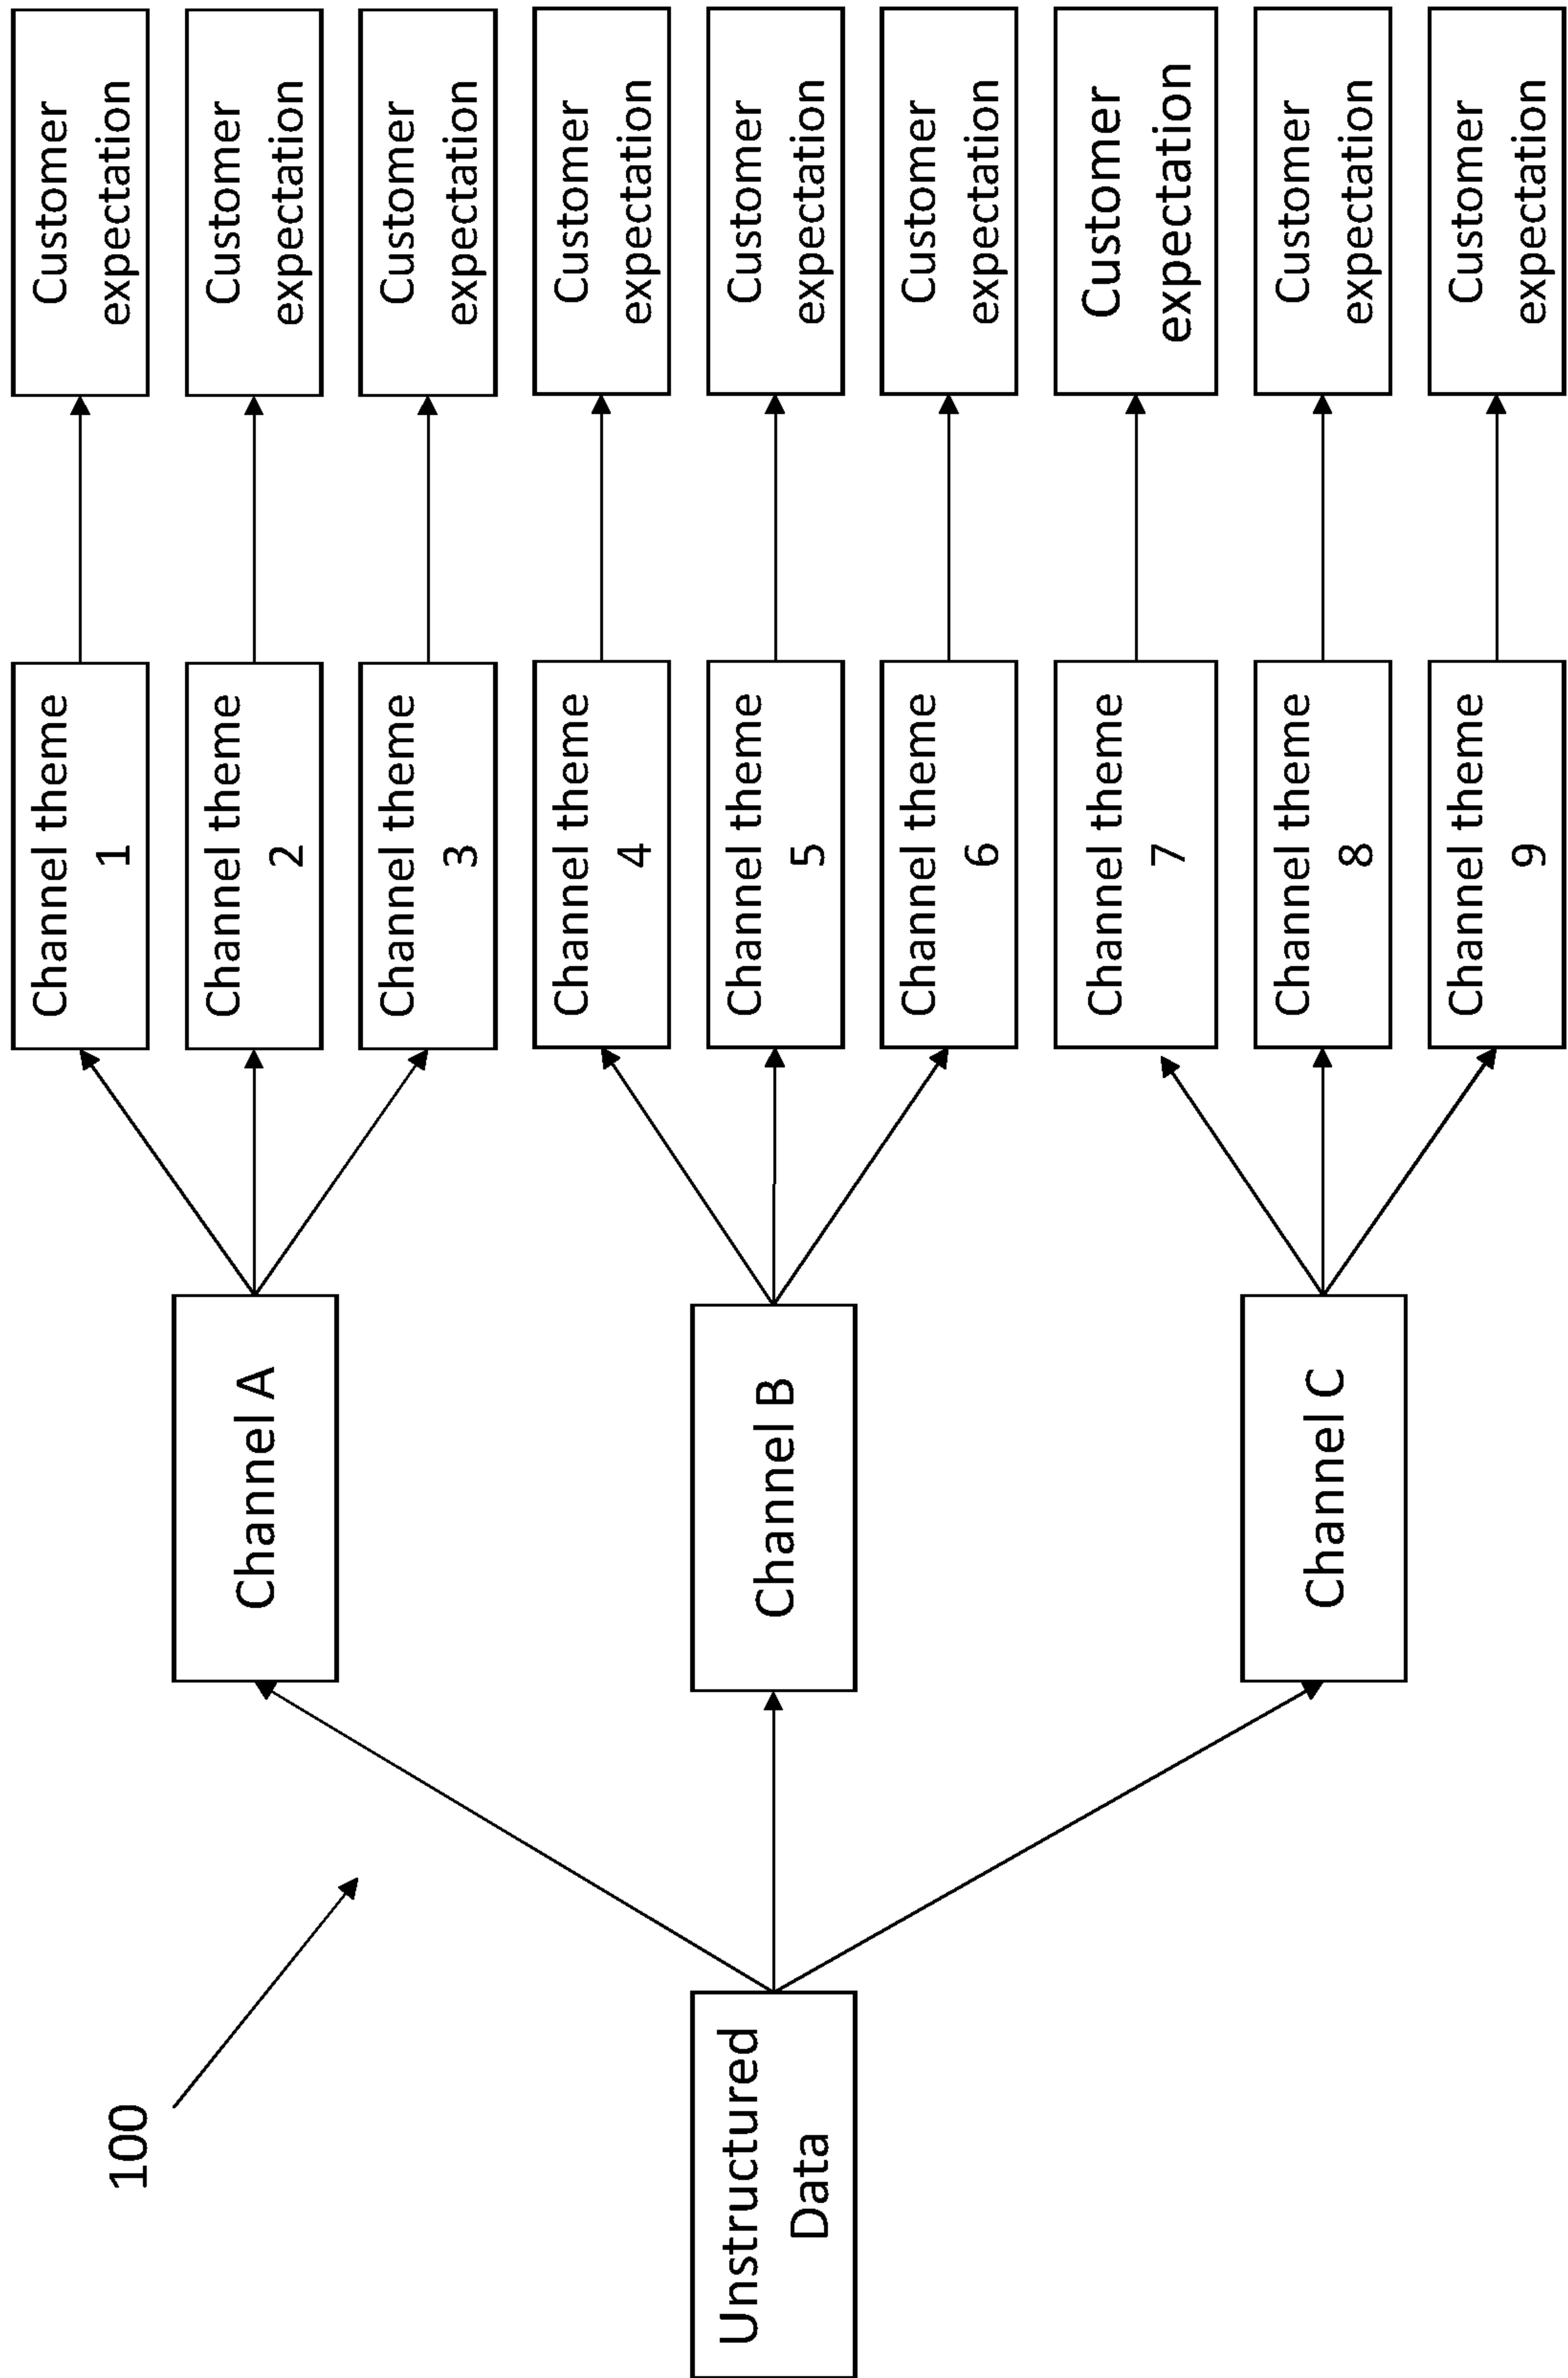 100
Unstructured
Data
Channel A
Channel B
Channel C
Channel theme
1
Channel theme
2
Channel theme
3
Channel theme
4
Channel theme
5
Channel theme
6
Channel theme
7
Channel theme
8
Channel theme
9
Customer
expectation
Customer
expectation
Customer
expectation
Customer
expectation
Customer
expectation
Customer
expectation
Customer
expectation
Customer
expectation
Customer
expectation